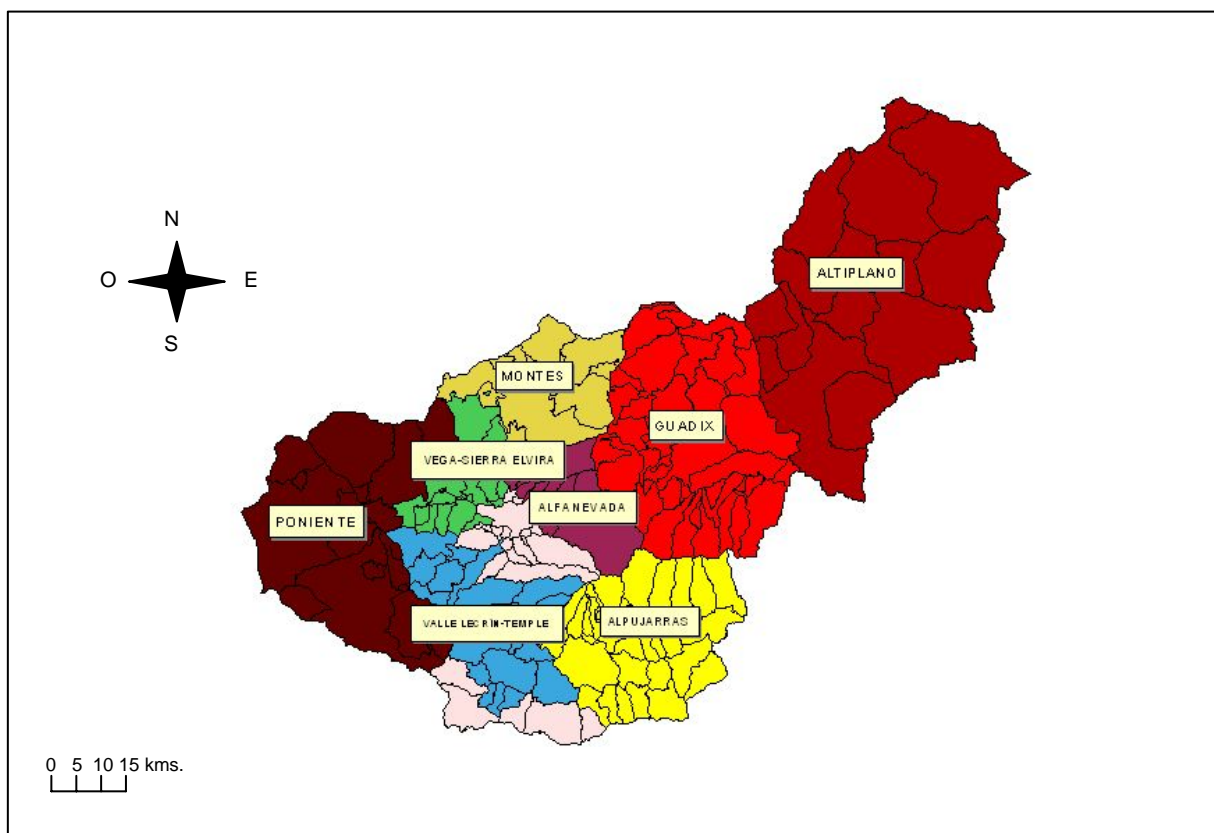 N
O E
S
ALTIPLANO
MONTES
GUADIX
VEGA-SIERRA ELVIRA
ALFANEVADA
PONIENTE
VALLE LECRÍN-TEMPLE
ALPUJARRAS
0 5 10 15 kms.